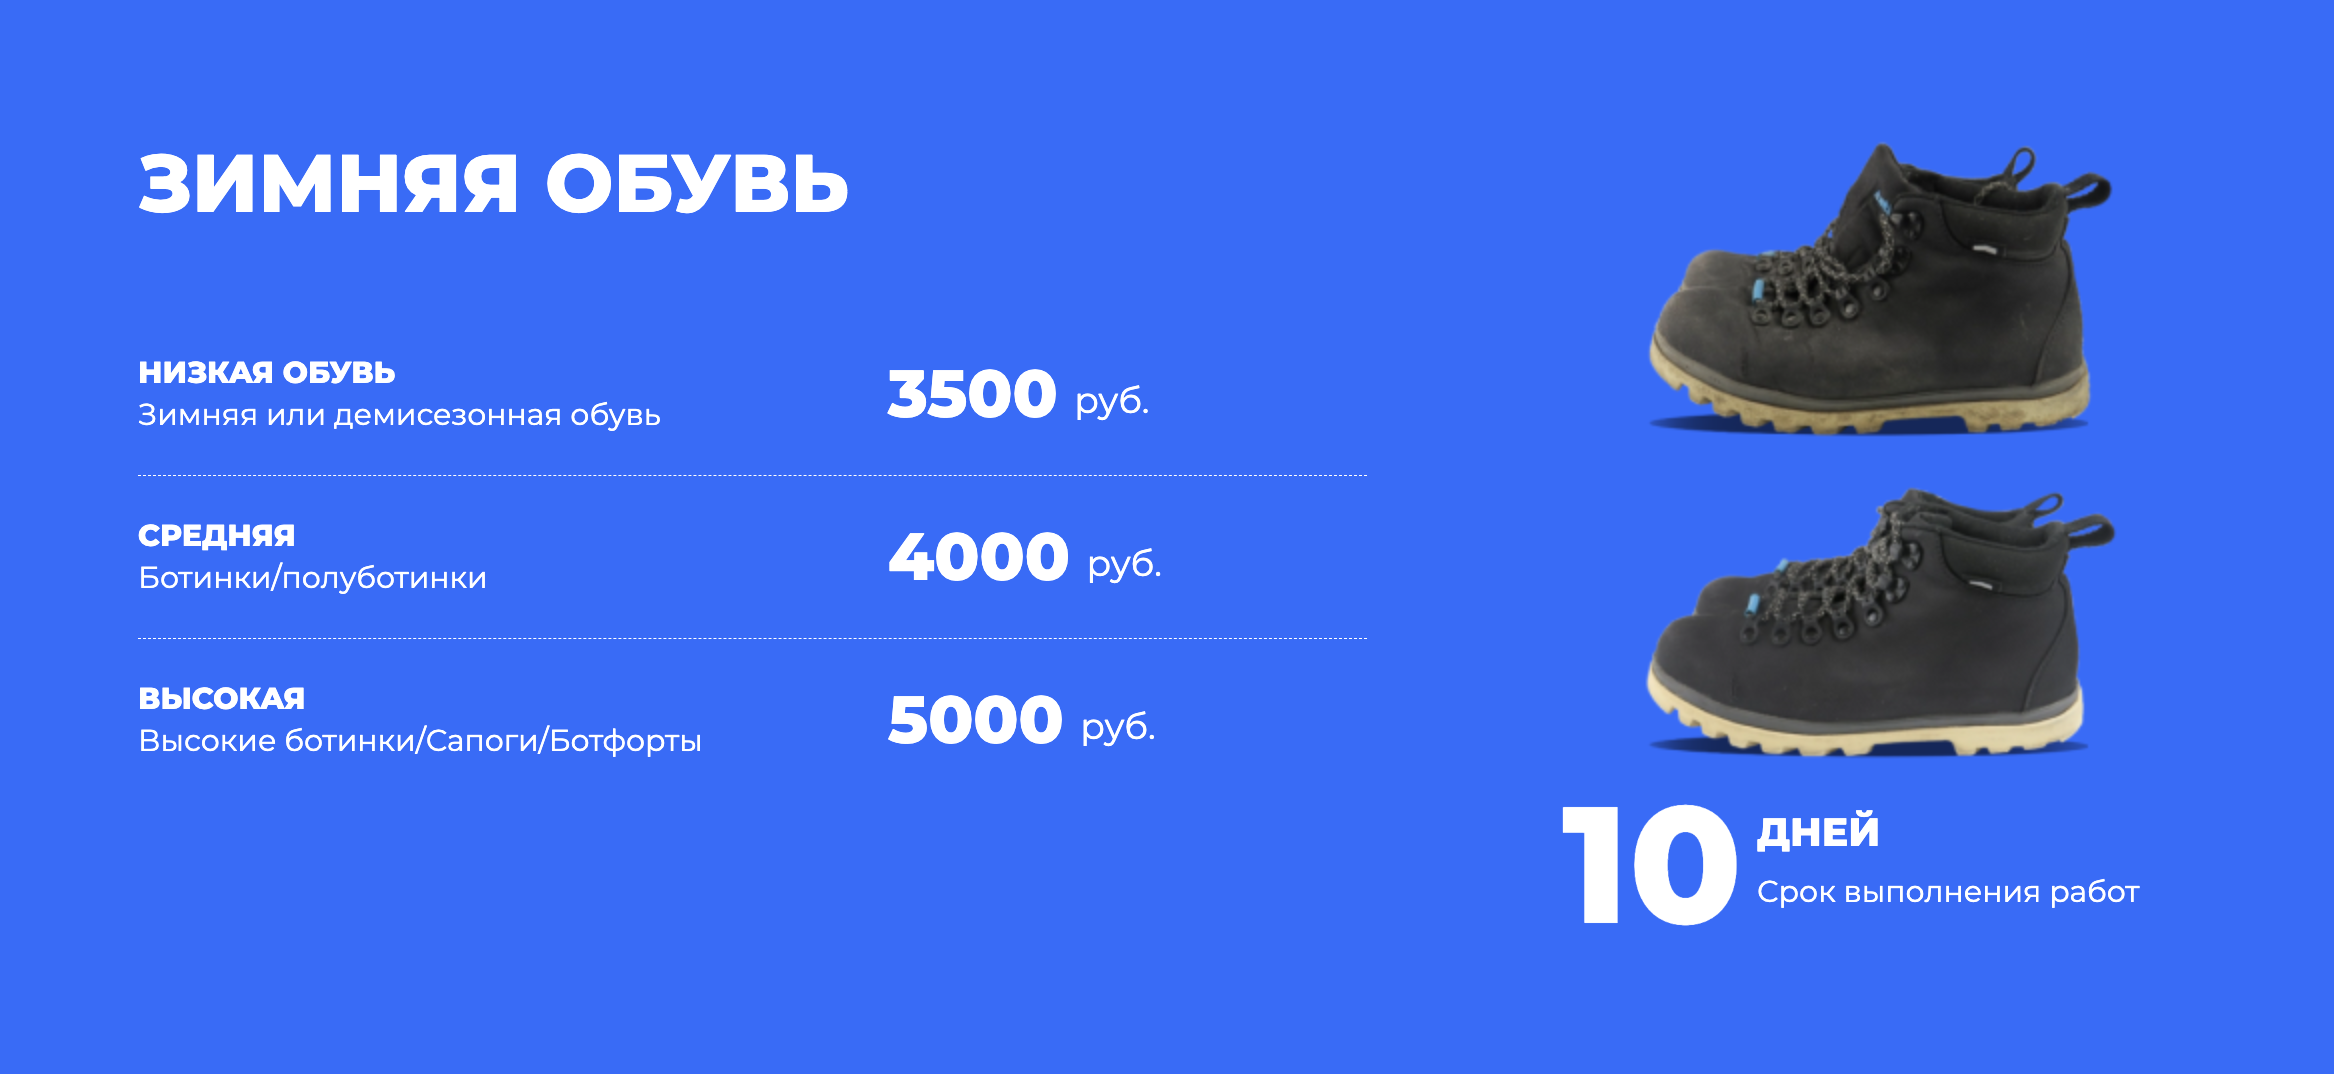 ЗИМНЯЯ ОБУВЬ
НИЗКАЯ ОБУВЬ
Зимняя или демисезонная обувь
3500 руб.
СРЕДНЯЯ
Ботинки/полуботинки
4000 руб.
ВЫСОКАЯ
Высокие ботинки/Сапоги/Ботфорты
5000 руб.
10 ДНЕЙ
Срок выполнения работ